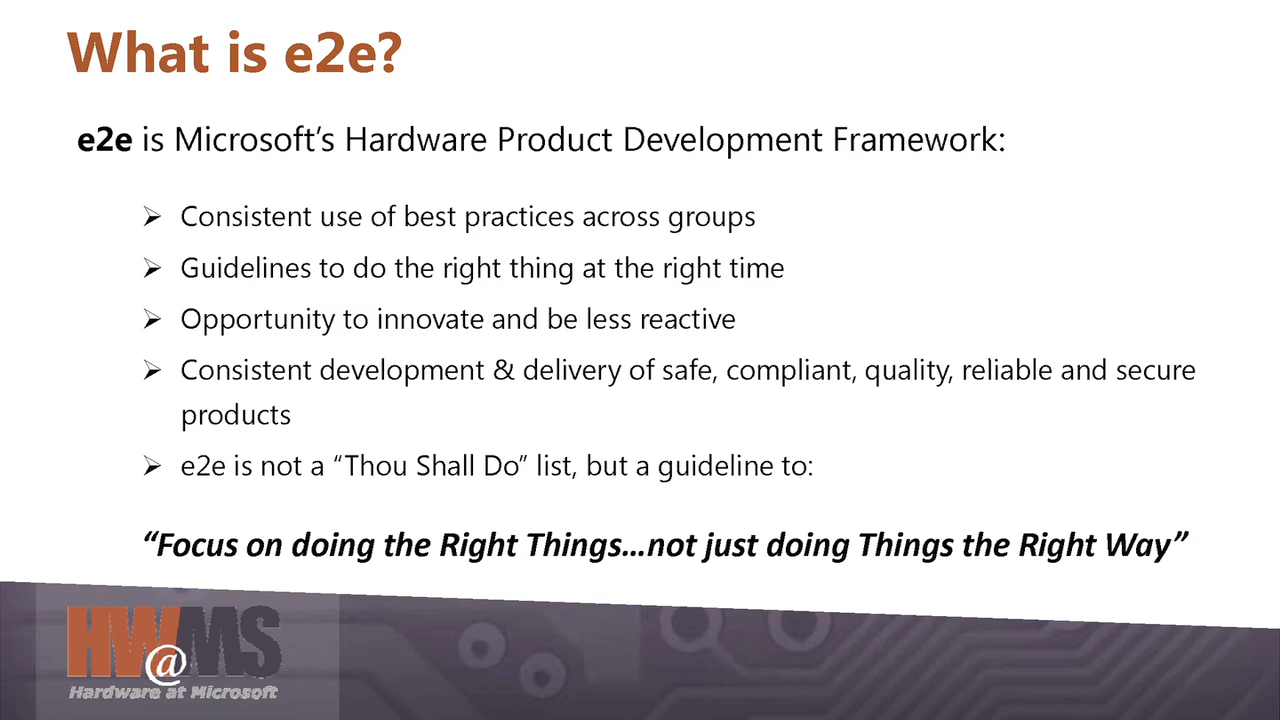 What is e2e?
e2e is Microsoft’s Hardware Product Development Framework:
Consistent use of best practices across groups
Guidelines to do the right thing at the right time
Opportunity to innovate and be less reactive
Consistent development & delivery of safe, compliant, quality, reliable and secure
products
e2e is not a “Thou Shall Do” list, but a guideline to:
“Focus on doing the Right Things...not just doing Things the Right Way”
HW@MS
Hardware at Microsoft